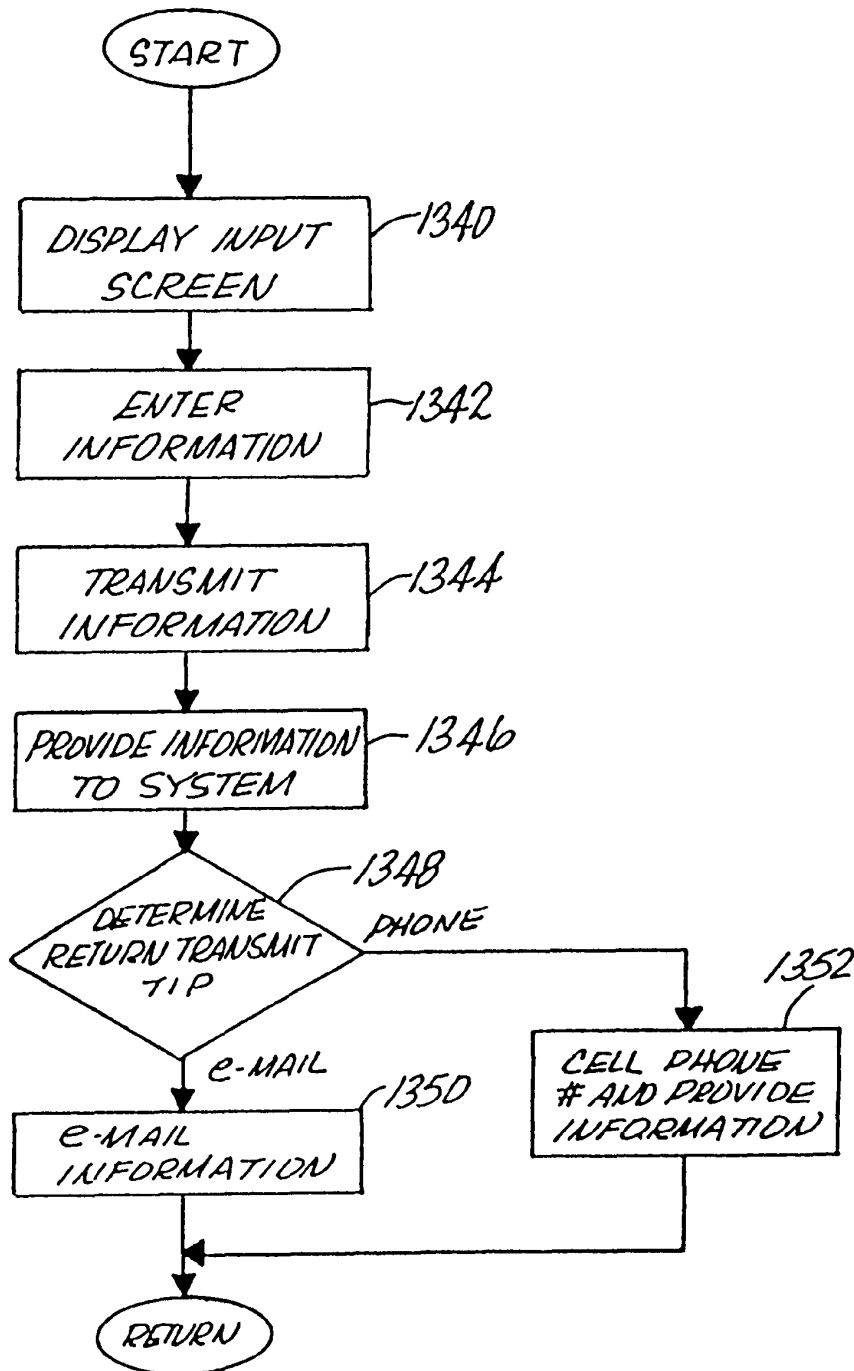 START
DISPLAY INPUT
SCREEN
1340
ENTER
INFORMATION
1342
TRANSMIT
INFORMATION
1344
PROVIDE INFORMATION
TO SYSTEM
1346
DETERMINE
RETURN TRANSMIT
TIP
1348
PHONE
e-MAIL
1352
CELL PHONE
# AND PROVIDE
INFORMATION
e-MAIL
INFORMATION
1350
RETURN